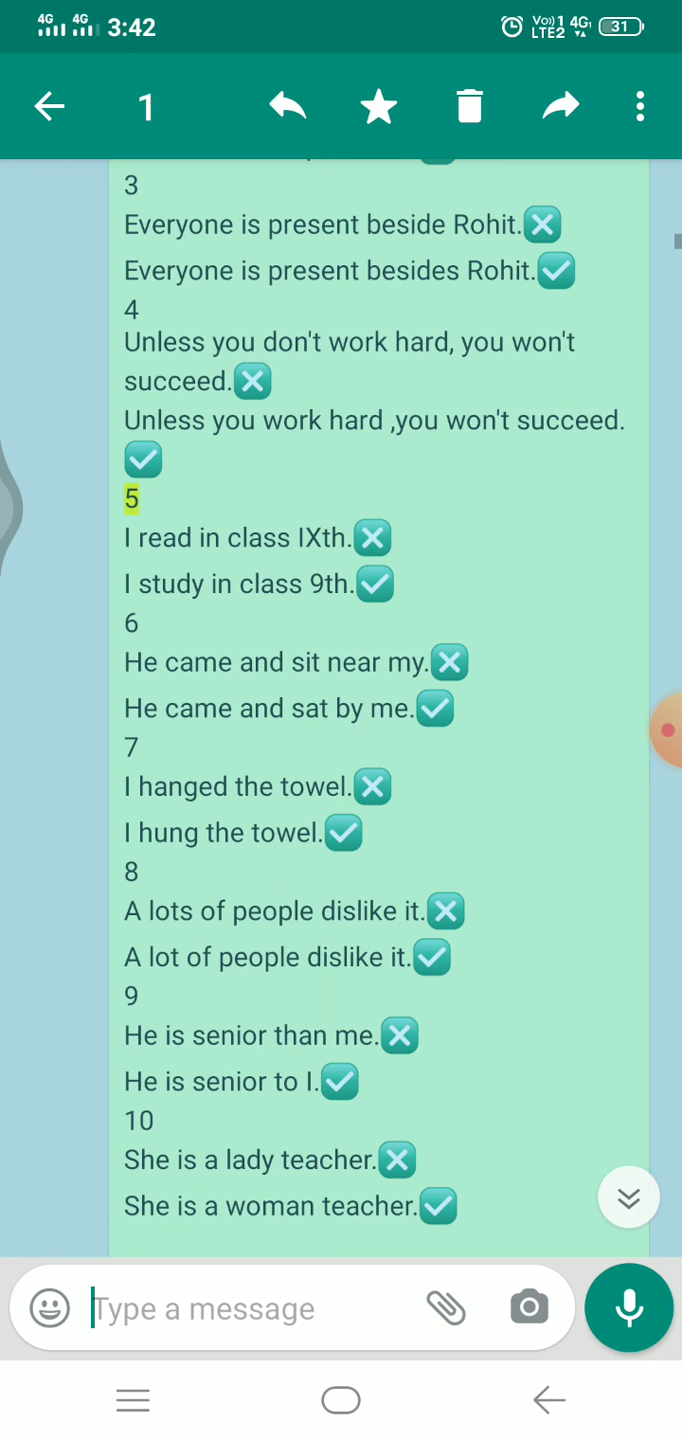 4G 4G 3:42 Vo)) 1 4G 31
LTE2
1
3
Everyone is present beside Rohit.❎
Everyone is present besides Rohit.✅
4
Unless you don't work hard, you won't
succeed.❎
Unless you work hard ,you won't succeed.
✅
5
I read in class IXth.❎
I study in class 9th.✅
6
He came and sit near my.❎
He came and sat by me.✅
7
I hanged the towel.❎
I hung the towel.✅
8
A lots of people dislike it.❎
A lot of people dislike it.✅
9
He is senior than me.❎
He is senior to I.✅
10
She is a lady teacher.❎
She is a woman teacher.✅
Type a message